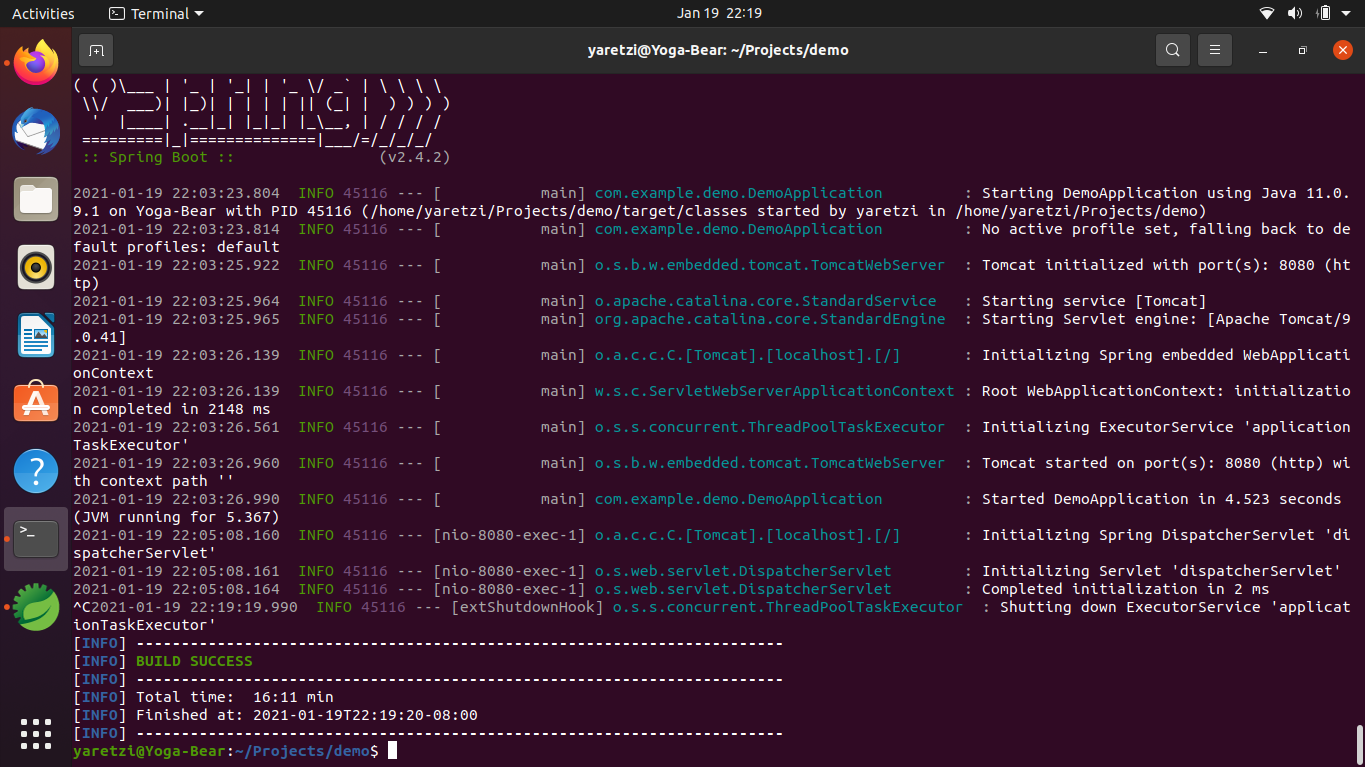 Activities Terminal Jan 19 22:19
yaretzi@Yoga-Bear: ~/Projects/demo
( ( )\___ | '_ | '_| | '_ \/ _` | \ \ \ \
 \\/  ___)| |_)| | | | | || (_| |  ) ) ) )
  '  |____| .__|_| |_|_| |_\__, | / / / /
 =========|_|==============|___/=/_/_/_/
 :: Spring Boot ::                (v2.4.2)
2021-01-19 22:03:23.804  INFO 45116 --- [           main] com.example.demo.DemoApplication         : Starting DemoApplication using Java 11.0.
9.1 on Yoga-Bear with PID 45116 (/home/yaretzi/Projects/demo/target/classes started by yaretzi in /home/yaretzi/Projects/demo)
2021-01-19 22:03:23.814  INFO 45116 --- [           main] com.example.demo.DemoApplication         : No active profile set, falling back to de
fault profiles: default
2021-01-19 22:03:25.922  INFO 45116 --- [           main] o.s.b.w.embedded.tomcat.TomcatWebServer  : Tomcat initialized with port(s): 8080 (ht
tp)
2021-01-19 22:03:25.964  INFO 45116 --- [           main] o.apache.catalina.core.StandardService   : Starting service [Tomcat]
2021-01-19 22:03:25.965  INFO 45116 --- [           main] org.apache.catalina.core.StandardEngine  : Starting Servlet engine: [Apache Tomcat/9
.0.41]
2021-01-19 22:03:26.139  INFO 45116 --- [           main] o.a.c.c.C.[Tomcat].[localhost].[/]       : Initializing Spring embedded WebApplicati
onContext
2021-01-19 22:03:26.139  INFO 45116 --- [           main] w.s.c.ServletWebServerApplicationContext : Root WebApplicationContext: initializatio
n completed in 2148 ms
2021-01-19 22:03:26.561  INFO 45116 --- [           main] o.s.s.concurrent.ThreadPoolTaskExecutor  : Initializing ExecutorService 'application
TaskExecutor'
2021-01-19 22:03:26.960  INFO 45116 --- [           main] o.s.b.w.embedded.tomcat.TomcatWebServer  : Tomcat started on port(s): 8080 (http) wi
th context path ''
2021-01-19 22:03:26.990  INFO 45116 --- [           main] com.example.demo.DemoApplication         : Started DemoApplication in 4.523 seconds
(JVM running for 5.367)
2021-01-19 22:05:08.160  INFO 45116 --- [nio-8080-exec-1] o.a.c.c.C.[Tomcat].[localhost].[/]       : Initializing Spring DispatcherServlet 'di
spatcherServlet'
2021-01-19 22:05:08.161  INFO 45116 --- [nio-8080-exec-1] o.s.web.servlet.DispatcherServlet        : Initializing Servlet 'dispatcherServlet'
2021-01-19 22:05:08.164  INFO 45116 --- [nio-8080-exec-1] o.s.web.servlet.DispatcherServlet        : Completed initialization in 2 ms
^C2021-01-19 22:19:19.990  INFO 45116 --- [extShutdownHook] o.s.s.concurrent.ThreadPoolTaskExecutor  : Shutting down ExecutorService 'applicat
ionTaskExecutor'
[INFO] ------------------------------------------------------------------------
[INFO] BUILD SUCCESS
[INFO] ------------------------------------------------------------------------
[INFO] Total time:  16:11 min
[INFO] Finished at: 2021-01-19T22:19:20-08:00
[INFO] ------------------------------------------------------------------------
yaretzi@Yoga-Bear:~/Projects/demo$